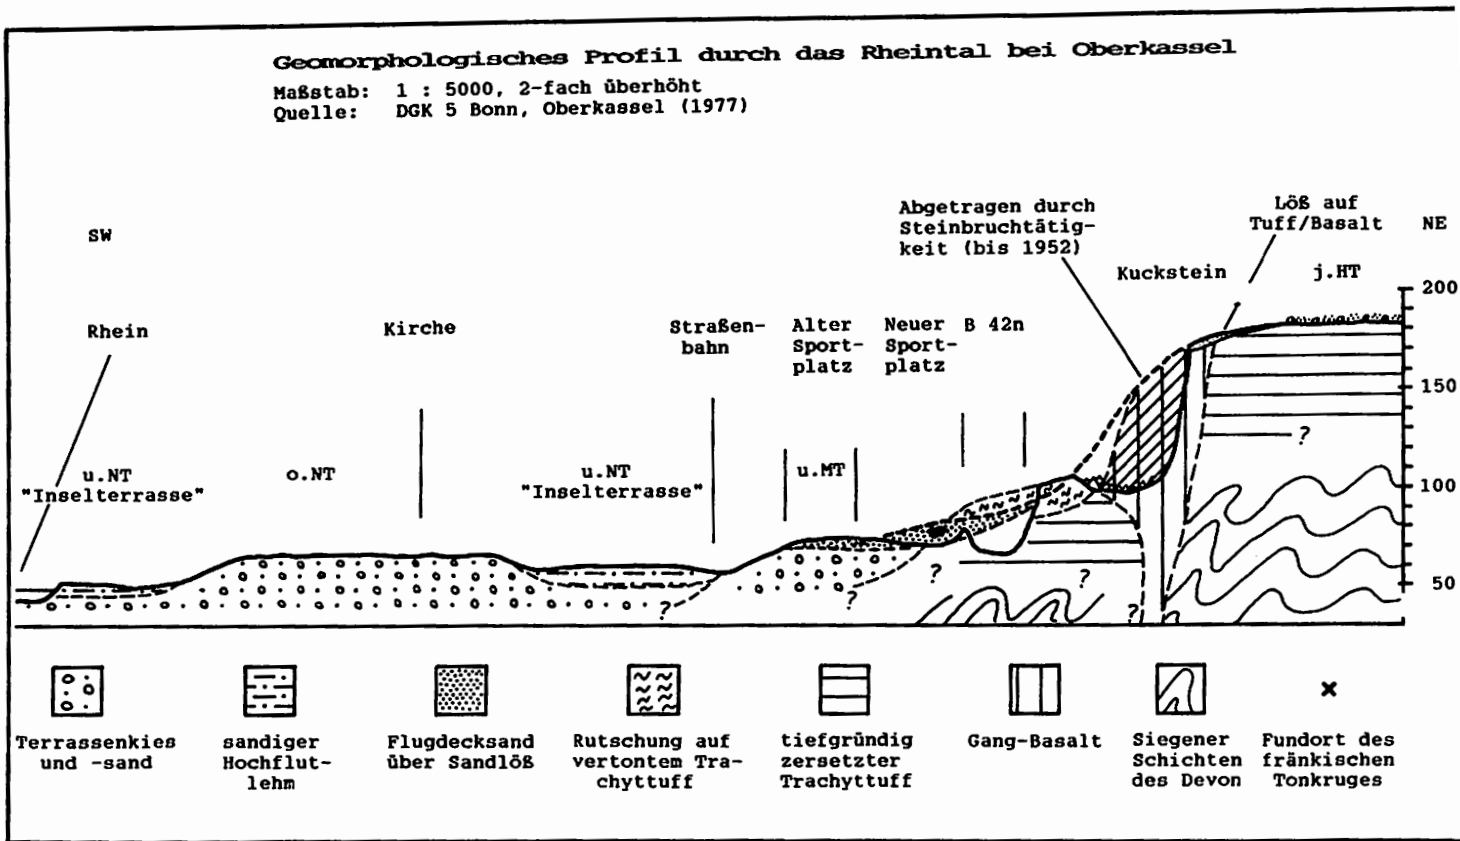 Geomorphologisches Profil durch das Rheintal bei Oberkassel
Maßstab: 1 : 5000, 2-fach überhöht
Quelle: DGK 5 Bonn, Oberkassel (1977)
SW
Abgetragen durch
Steinbruchtätig-
keit (bis 1952)
Löß auf
Tuff/Basalt
NE
Kuckstein
j.HT
Rhein
Kirche
Straßen-
bahn
Alter
Sport-
platz
Neuer
Sport-
platz
B 42n
200
150
100
50
u.NT
"Inselterrasse"
o.NT
u.NT
"Inselterrasse"
u.MT
?
?
?
?
?
?
Terrassenkies
und -sand
sandiger
Hochflut-
lehm
Flugdecksand
über Sandlöß
Rutschung auf
vertontem Tra-
chyttuff
tiefgründig
zersetzter
Trachyttuff
Gang-Basalt
Siegener
Schichten
des Devon
x
Fundort des
fränkischen
Tonkruges